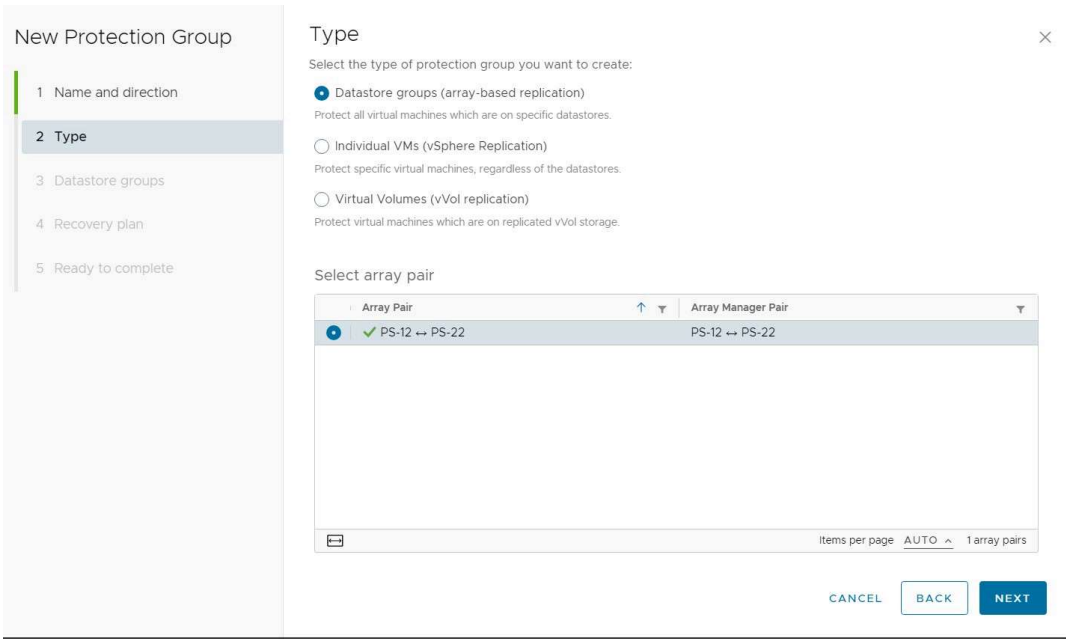 New Protection Group
1 Name and direction
2 Type
3 Datastore groups
4 Recovery plan
5 Ready to complete
Type
Select the type of protection group you want to create:
Datastore groups (array-based replication)
Protect all virtual machines which are on specific datastores.
Individual VMs (vSphere Replication)
Protect specific virtual machines, regardless of the datastores.
Virtual Volumes (vVol replication)
Protect virtual machines which are on replicated vVol storage.
Select array pair
Array Pair Array Manager Pair
PS-12 ↔ PS-22 PS-12 ↔ PS-22
Items per page AUTO 1 array pairs
CANCEL BACK NEXT